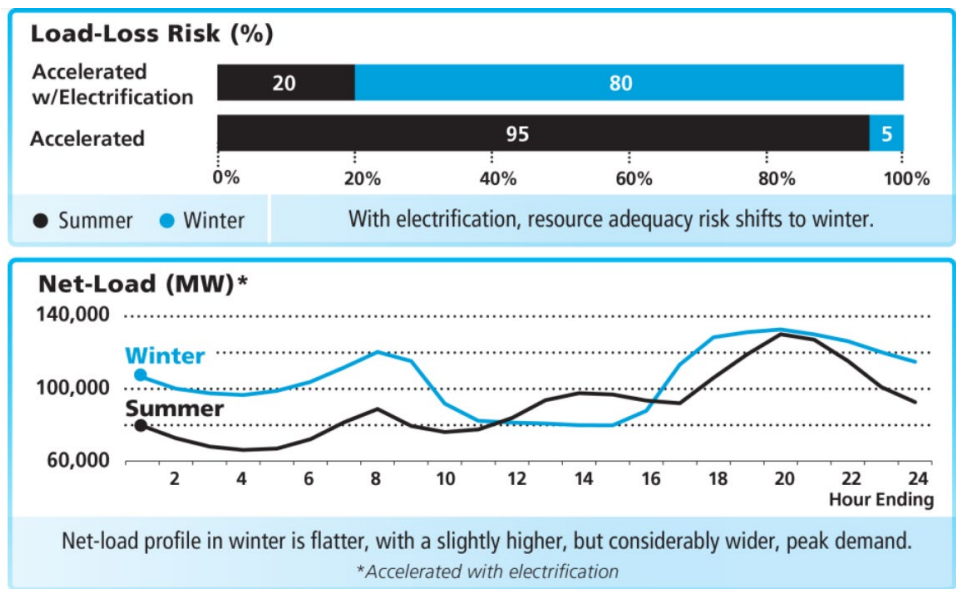 Load-Loss Risk (%)
Accelerated
w/Electrification
20
80
Accelerated
95
5
0%
20%
40%
60%
80%
100%
Summer
Winter
With electrification, resource adequacy risk shifts to winter.
Net-Load (MW)*
140,000
Winter
100,000
Summer
60,000
2
4
6
8
10
12
14
16
18
20
22
24
Hour Ending
Net-load profile in winter is flatter, with a slightly higher, but considerably wider, peak demand.
*Accelerated with electrification